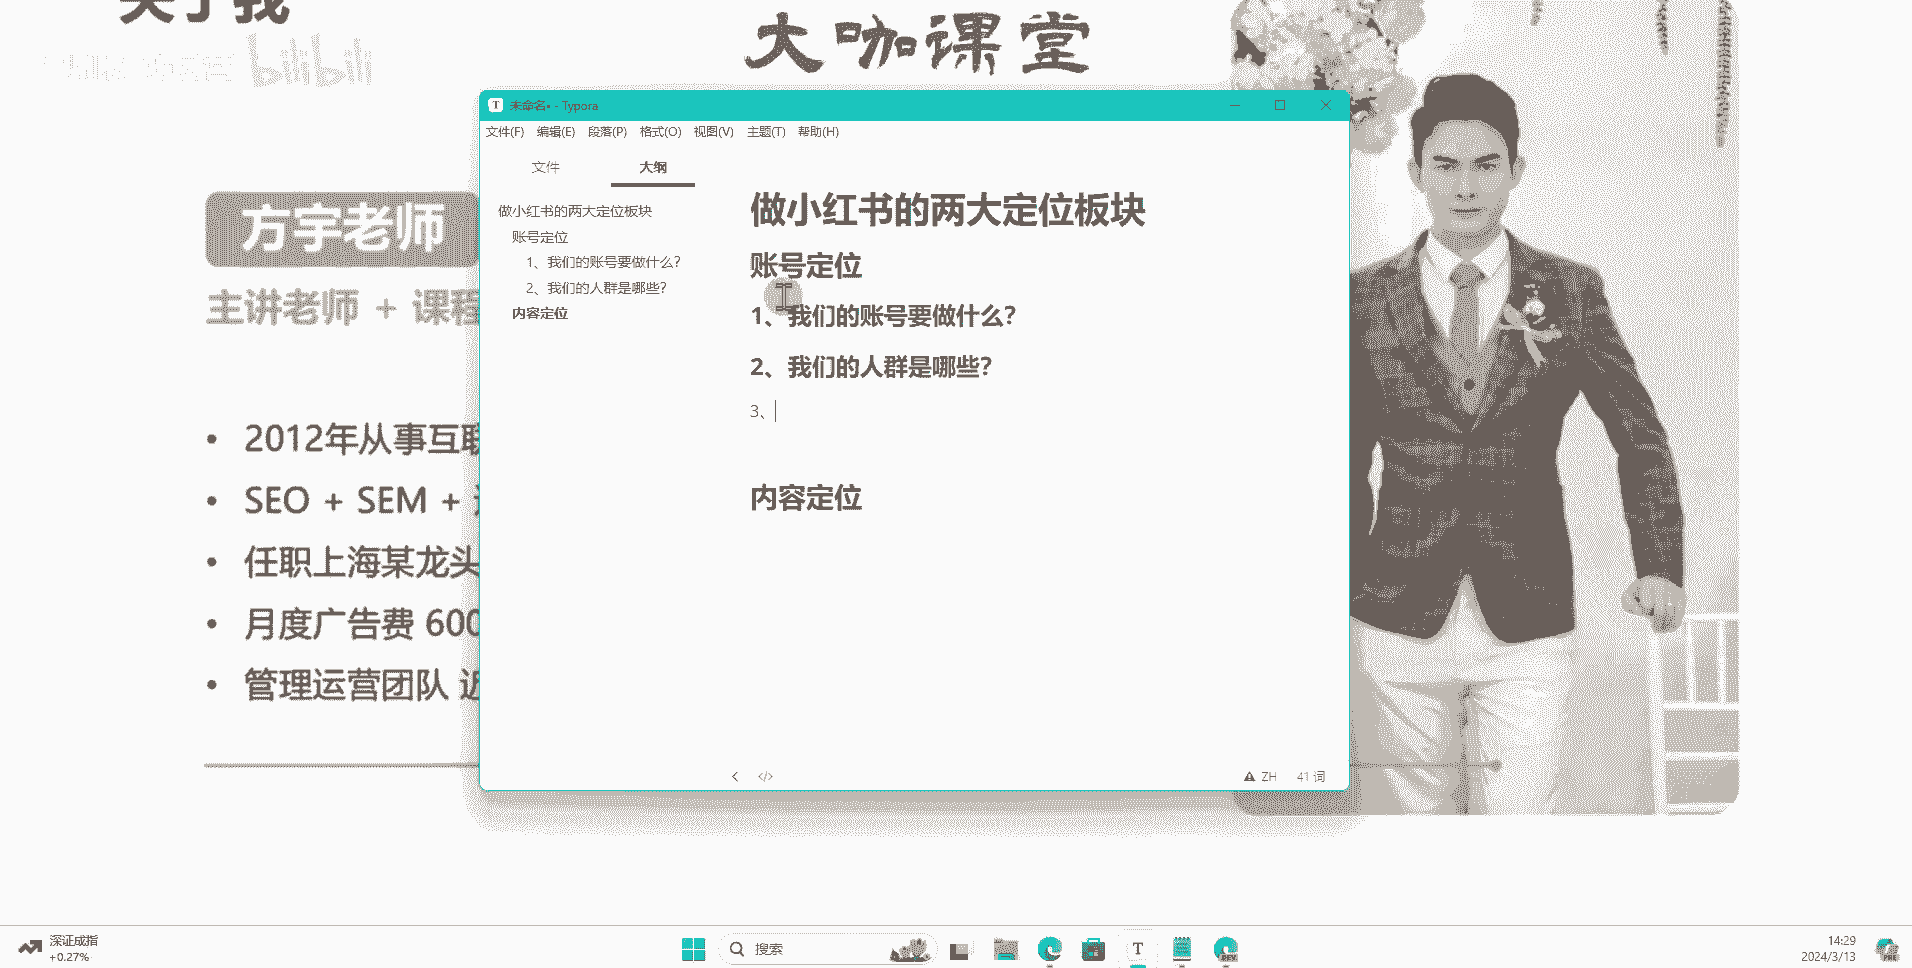 关于我
bilibili
大咖课堂
方宇老师
主讲老师 + 课程
2012年从事互联
SEO + SEM +
任职上海某龙头
月度广告费 600
管理运营团队 近
未命名• - Typora
文件(F) 编辑(E) 段落(P) 格式(O) 视图(V) 主题(T) 帮助(H)
文件 大纲
做小红书的两大定位板块
账号定位
1、我们的账号要做什么?
2、我们的人群是哪些?
内容定位
做小红书的两大定位板块
账号定位
1、我们的账号要做什么?
2、我们的人群是哪些?
3、
内容定位
ZH 41 词
深证成指
+0.27%
搜索
T
DEV
14:29
2024/3/13
PRE